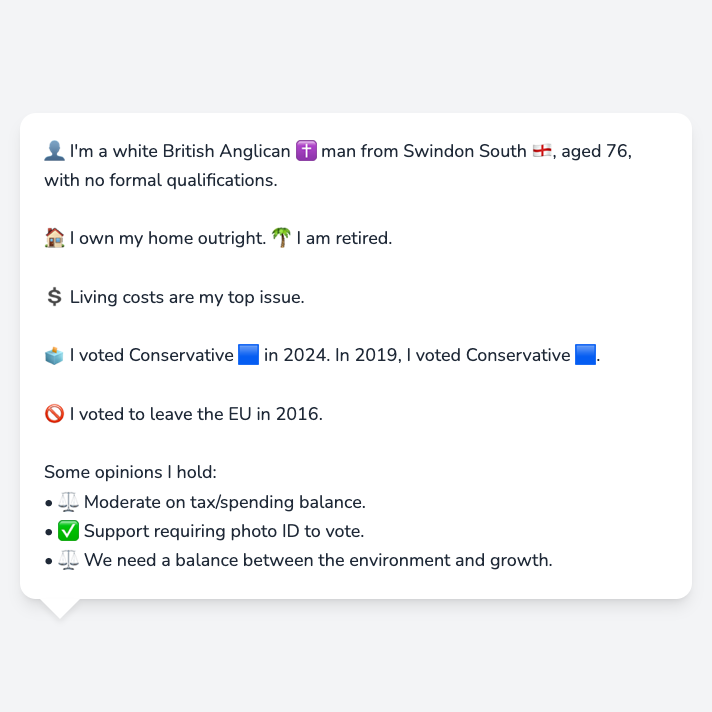 👤 I'm a white British Anglican ✝️ man from Swindon South 🏴󠁧󠁢󠁥󠁮󠁧󠁿, aged 76,
with no formal qualifications.
🏠 I own my home outright. 🌴 I am retired.
💲 Living costs are my top issue.
🗳️ I voted Conservative 🟦 in 2024. In 2019, I voted Conservative 🟦.
🚫 I voted to leave the EU in 2016.
Some opinions I hold:
• ⚖️ Moderate on tax/spending balance.
• ✅ Support requiring photo ID to vote.
• ⚖️ We need a balance between the environment and growth.